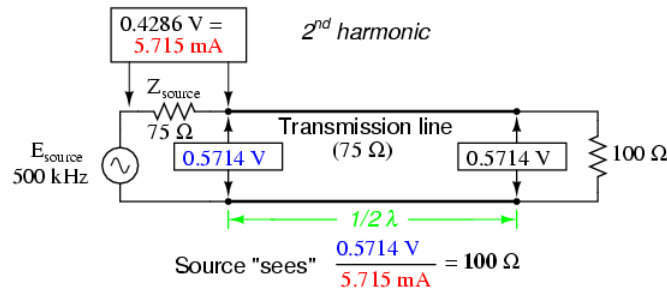 0.4286 V =
5.715 mA
2nd harmonic
Zsource
75 Ω
Transmission line
(75 Ω)
Esource
500 kHz
0.5714 V
0.5714 V
100 Ω
1/2 λ
Source "sees" 0.5714 V / 5.715 mA = 100 Ω